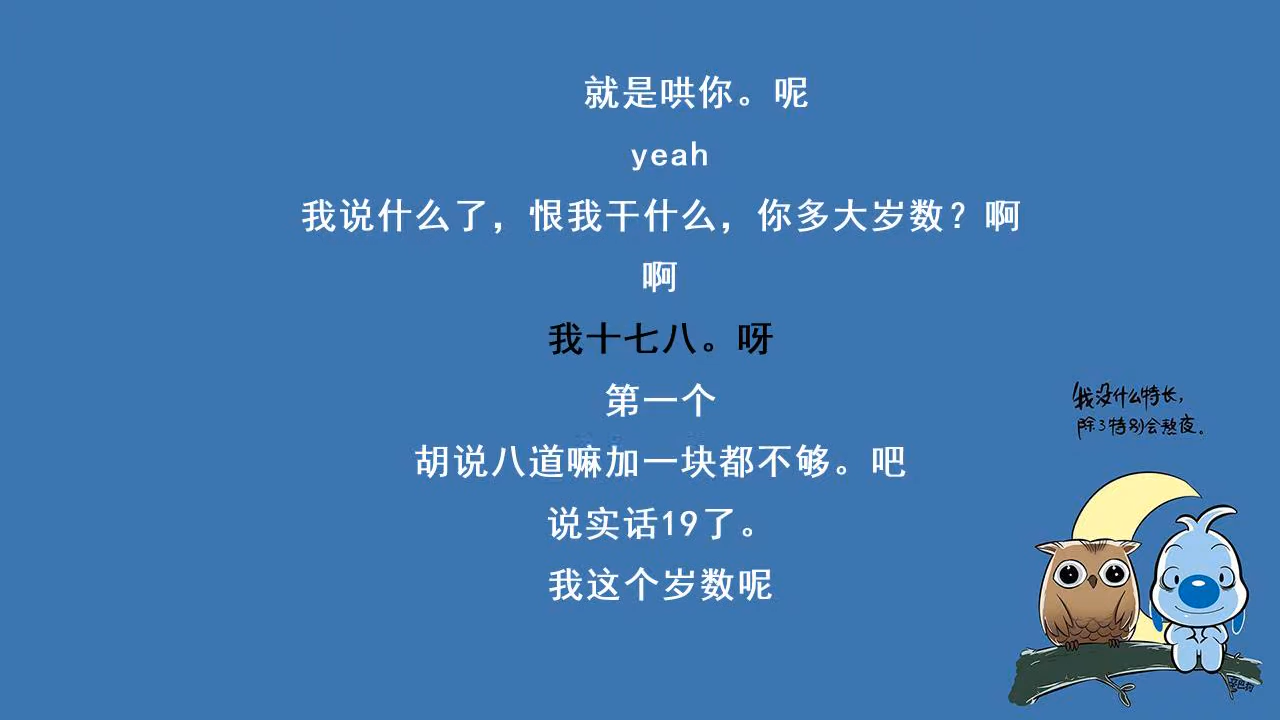 就是哄你。呢
yeah
我说什么了，恨我干什么，你多大岁数？啊
啊
我十七八。呀
第一个
胡说八道嘛加一块都不够。吧
说实话19了。
我这个岁数呢
我没什么特长，
除了特别会熬夜。